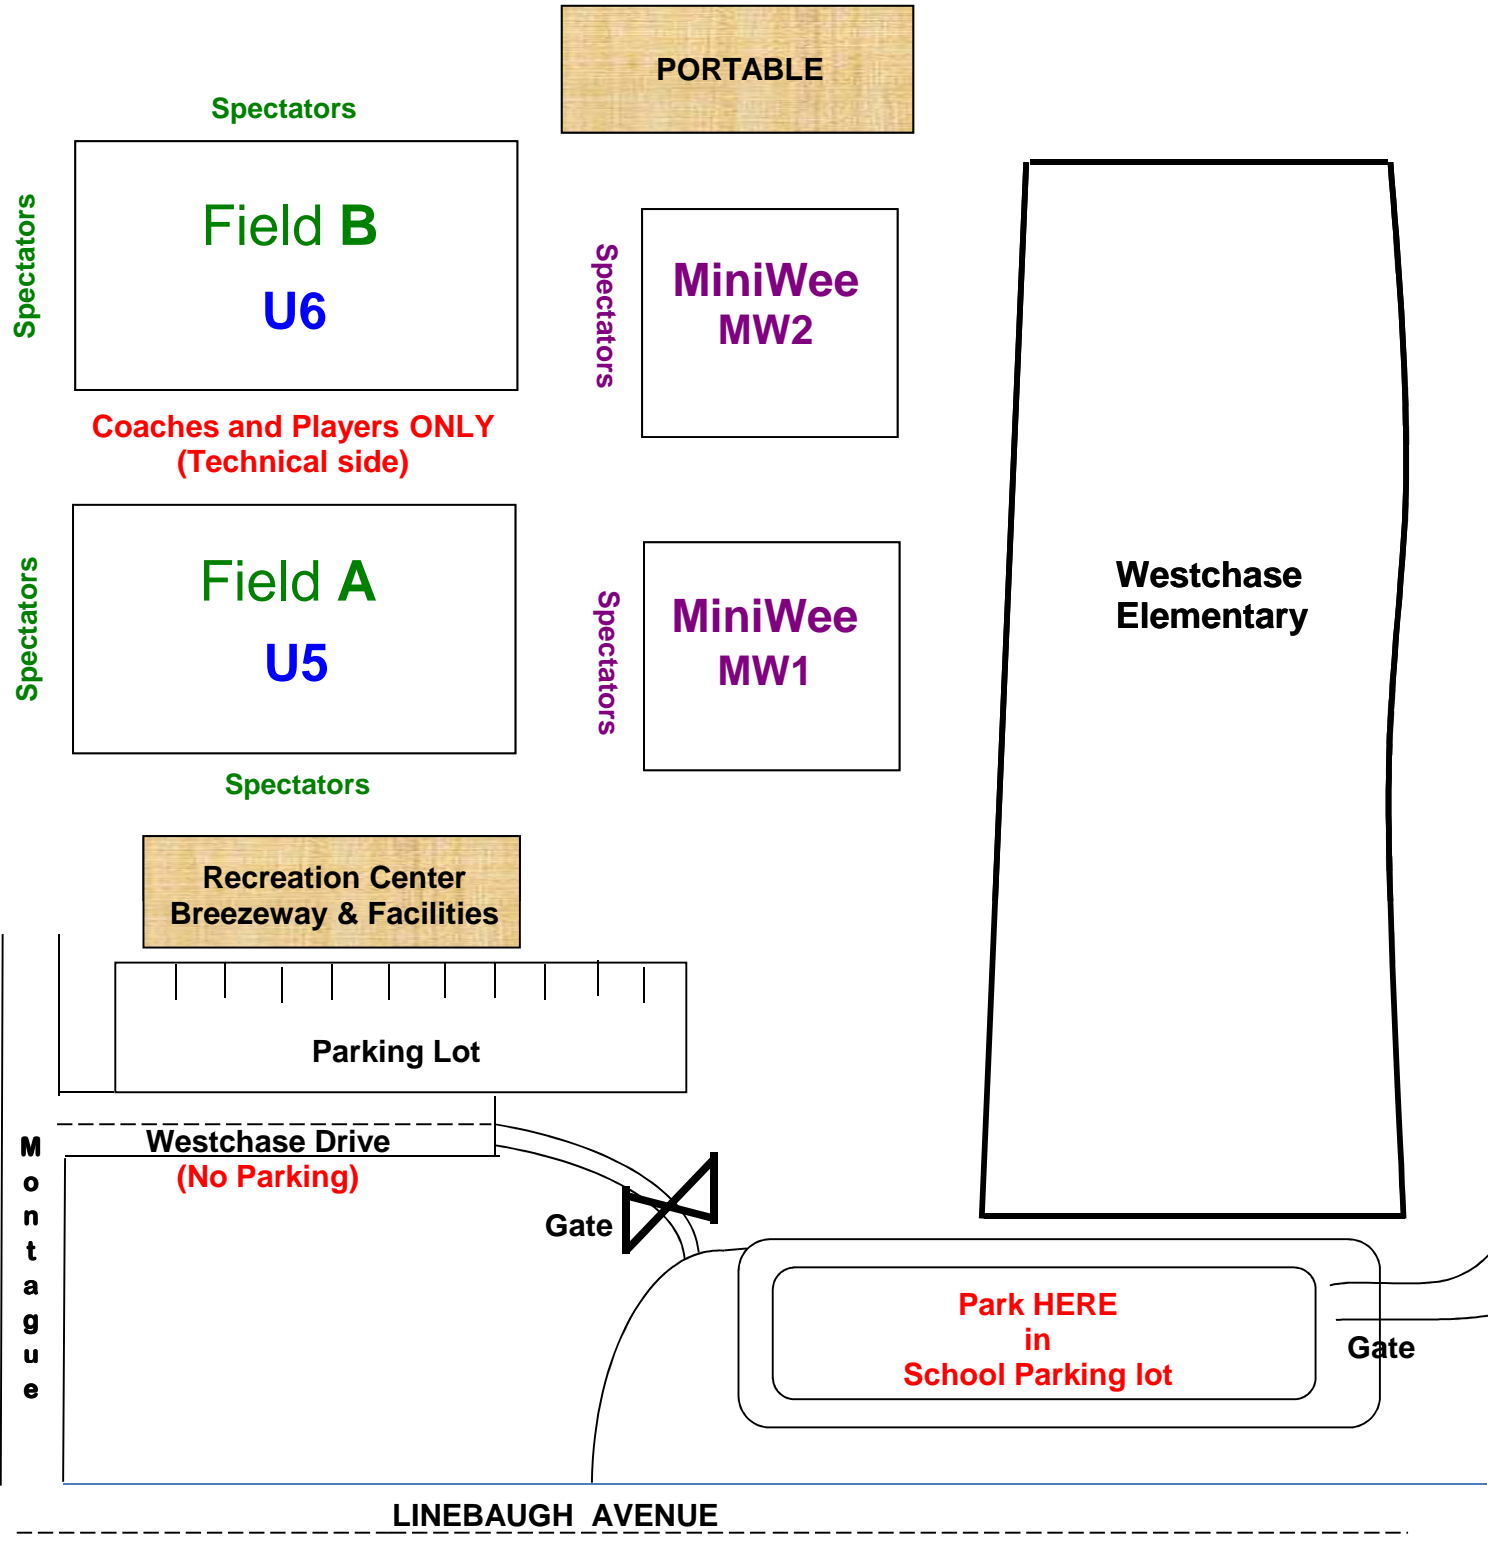 PORTABLE
Spectators
Spectators
Field B
U6
Spectators
MiniWee
MW2
Coaches and Players ONLY
(Technical side)
Spectators
Field A
U5
Spectators
MiniWee
MW1
Westchase
Elementary
Spectators
Recreation Center
Breezeway & Facilities
Parking Lot
Westchase Drive
(No Parking)
Montague
Gate
Park HERE
in
School Parking lot
Gate
LINEBAUGH AVENUE